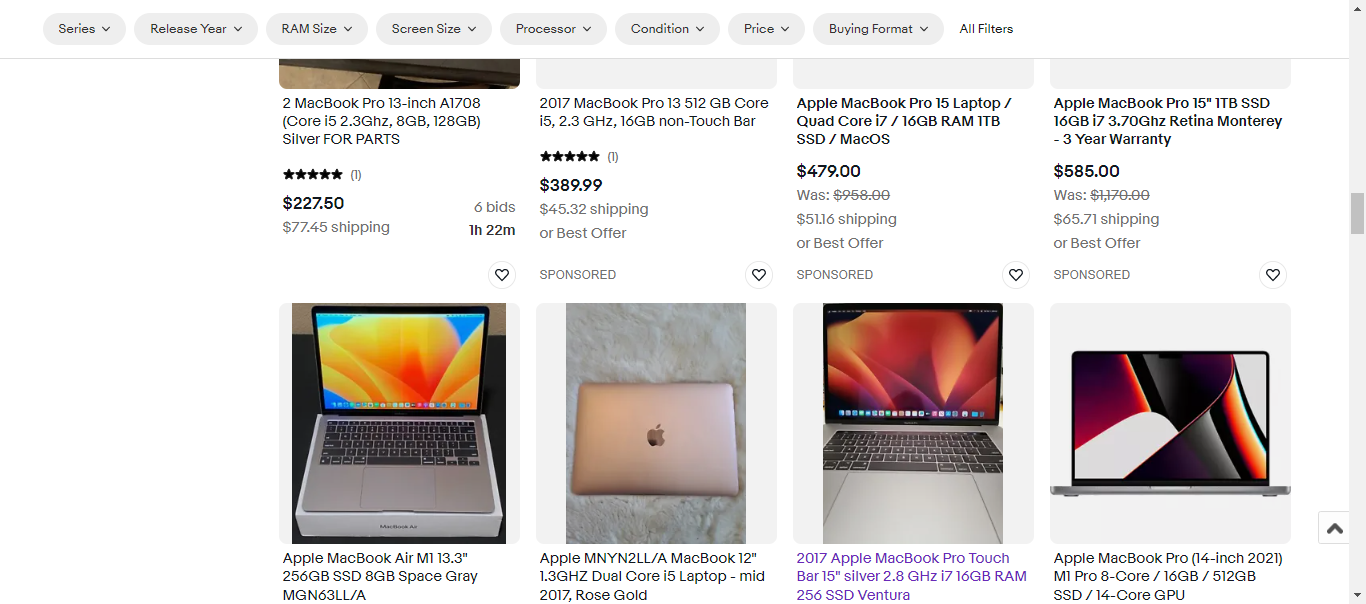 Series
Release Year
RAM Size
Screen Size
Processor
Condition
Price
Buying Format
All Filters
2 MacBook Pro 13-inch A1708
(Core i5 2.3Ghz, 8GB, 128GB)
Silver FOR PARTS
(1)
$227.50
6 bids
$77.45 shipping
1h 22m
2017 MacBook Pro 13 512 GB Core
i5, 2.3 GHz, 16GB non-Touch Bar
(1)
$389.99
$45.32 shipping
or Best Offer
SPONSORED
Apple MacBook Pro 15 Laptop /
Quad Core i7 / 16GB RAM 1TB
SSD / MacOS
$479.00
Was: $958.00
$51.16 shipping
or Best Offer
SPONSORED
Apple MacBook Pro 15" 1TB SSD
16GB i7 3.70Ghz Retina Monterey
- 3 Year Warranty
$585.00
Was: $1,170.00
$65.71 shipping
or Best Offer
SPONSORED
MacBook Air
Apple MacBook Air M1 13.3"
256GB SSD 8GB Space Gray
MGN63LL/A
Apple MNYN2LL/A MacBook 12"
1.3GHZ Dual Core i5 Laptop - mid
2017, Rose Gold
2017 Apple MacBook Pro Touch
Bar 15" silver 2.8 GHz i7 16GB RAM
256 SSD Ventura
Apple MacBook Pro (14-inch 2021)
M1 Pro 8-Core / 16GB / 512GB
SSD / 14-Core GPU